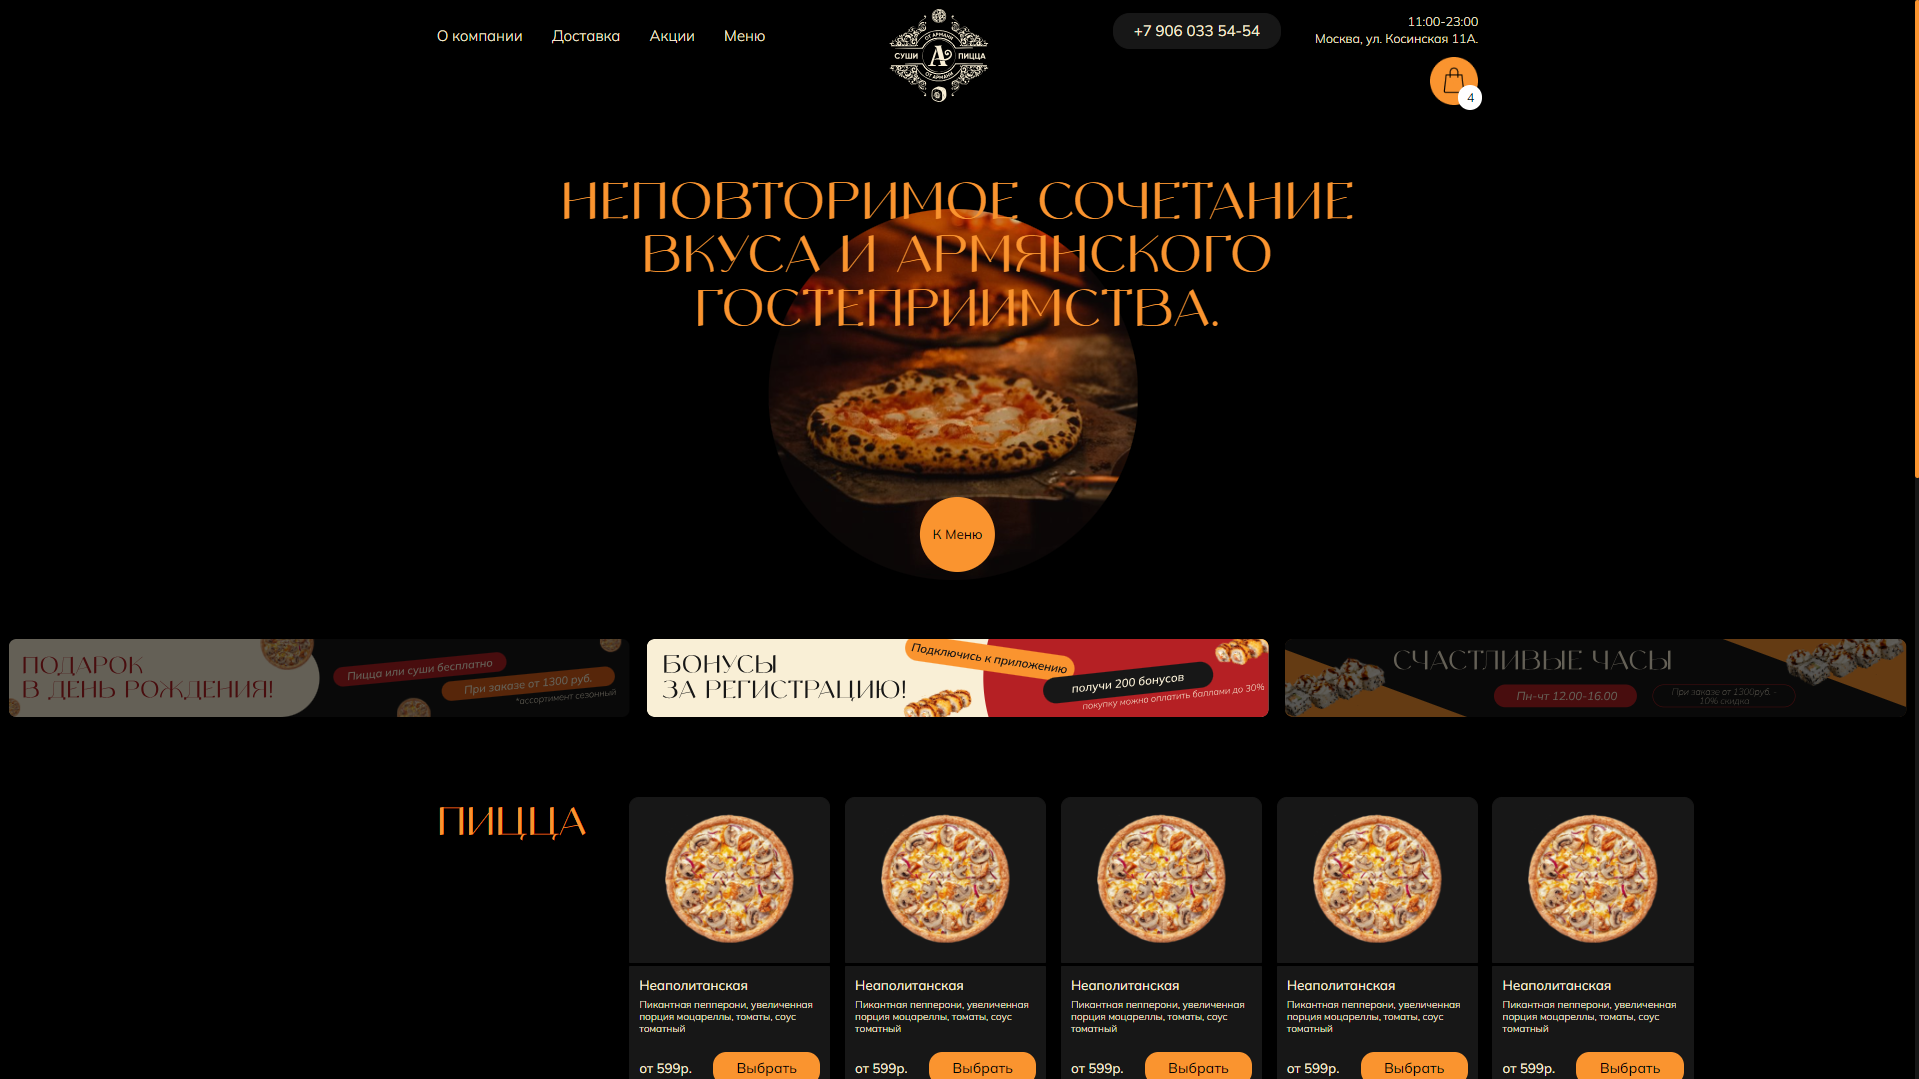 О компании
Доставка
Акции
Меню
ОТ АРМАНИ
СУШИ А ПИЦЦА
ОТ АРМАНИ
+7 906 033 54-54
11:00-23:00
Москва, ул. Косинская 11А.
4
НЕПОВТОРИМОЕ СОЧЕТАНИЕ
ВКУСА И АРМЯНСКОГО
ГОСТЕПРИИМСТВА.
К Меню
ПОДАРОК
В ДЕНЬ РОЖДЕНИЯ!
Пицца или суши бесплатно
При заказе от 1300 руб.
*ассортимент сезонный
БОНУСЫ
ЗА РЕГИСТРАЦИЮ!
Подключись к приложению
получи 200 бонусов
покупку можно оплатить баллами до 30%
СЧАСТЛИВЫЕ ЧАСЫ
Пн-чт 12.00-16.00
При заказе от 1300руб. -
10% скидка
ПИЦЦА
Неаполитанская
Пикантная пепперони, увеличенная
порция моцареллы, томаты, соус
томатный
от 599р.
Выбрать
Неаполитанская
Пикантная пепперони, увеличенная
порция моцареллы, томаты, соус
томатный
от 599р.
Выбрать
Неаполитанская
Пикантная пепперони, увеличенная
порция моцареллы, томаты, соус
томатный
от 599р.
Выбрать
Неаполитанская
Пикантная пепперони, увеличенная
порция моцареллы, томаты, соус
томатный
от 599р.
Выбрать
Неаполитанская
Пикантная пепперони, увеличенная
порция моцареллы, томаты, соус
томатный
от 599р.
Выбрать